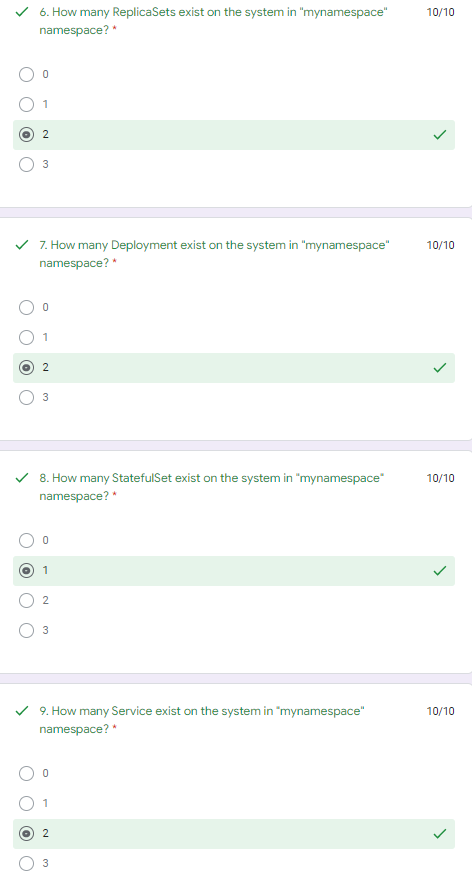 6. How many ReplicaSets exist on the system in "mynamespace" 10/10
namespace? *
0
1
2
3
7. How many Deployment exist on the system in "mynamespace" 10/10
namespace? *
0
1
2
3
8. How many StatefulSet exist on the system in "mynamespace" 10/10
namespace? *
0
1
2
3
9. How many Service exist on the system in "mynamespace" 10/10
namespace? *
0
1
2
3